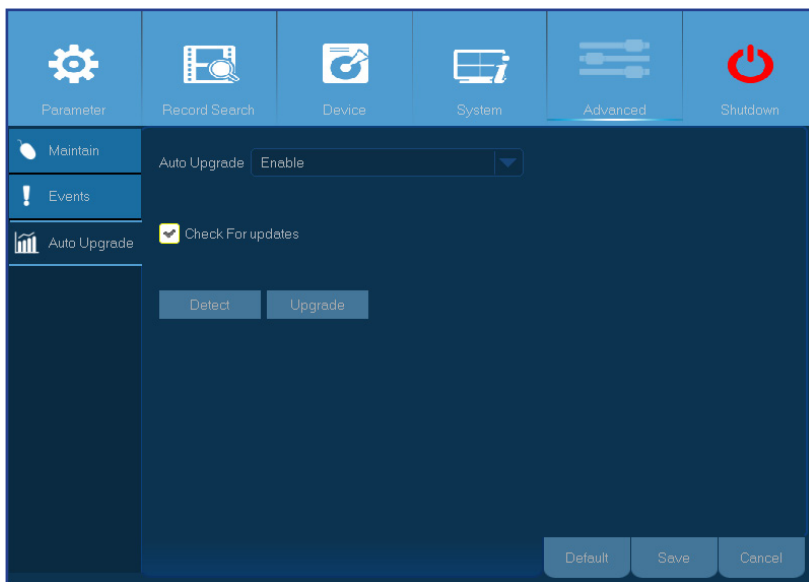 Parameter Record Search Device System Advanced Shutdown
Maintain
Events
Auto Upgrade
Auto Upgrade Enable
Check For updates
Detect Upgrade
Default Save Cancel